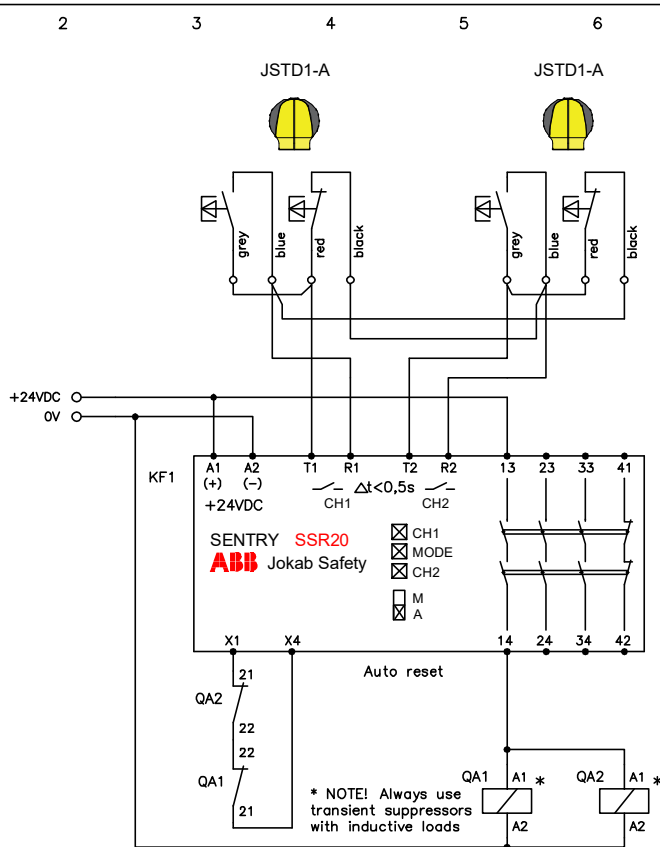 2 3 4 5 6
JSTD1-A JSTD1-A
grey blue red black grey blue red black
+24VDC
0V
KF1
A1 A2 T1 R1 T2 R2 13 23 33 41
(+) (-) Δt<0,5s
+24VDC CH1 CH2
SENTRY SSR20
ABB Jokab Safety
CH1
MODE
CH2
M
A
X1 X4 14 24 34 42
Auto reset
21
QA2
22
22
QA1
21
* NOTE! Always use
transient suppressors
with inductive loads
QA1 A1 * QA2 A1 *
A2 A2